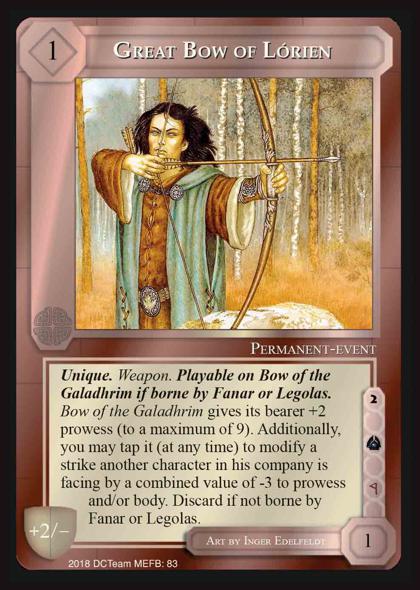 1
GREAT BOW OF LÓRIEN
PERMANENT-EVENT
Unique. Weapon. Playable on Bow of the
Galadhrim if borne by Fanar or Legolas.
Bow of the Galadhrim gives its bearer +2
prowess (to a maximum of 9). Additionally,
you may tap it (at any time) to modify a
strike another character in his company is
facing by a combined value of -3 to prowess
and/or body. Discard if not borne by
Fanar or Legolas.
2
+2/–
ART BY INGER EDELFELDT
1
2018 DCTeam MEFB: 83